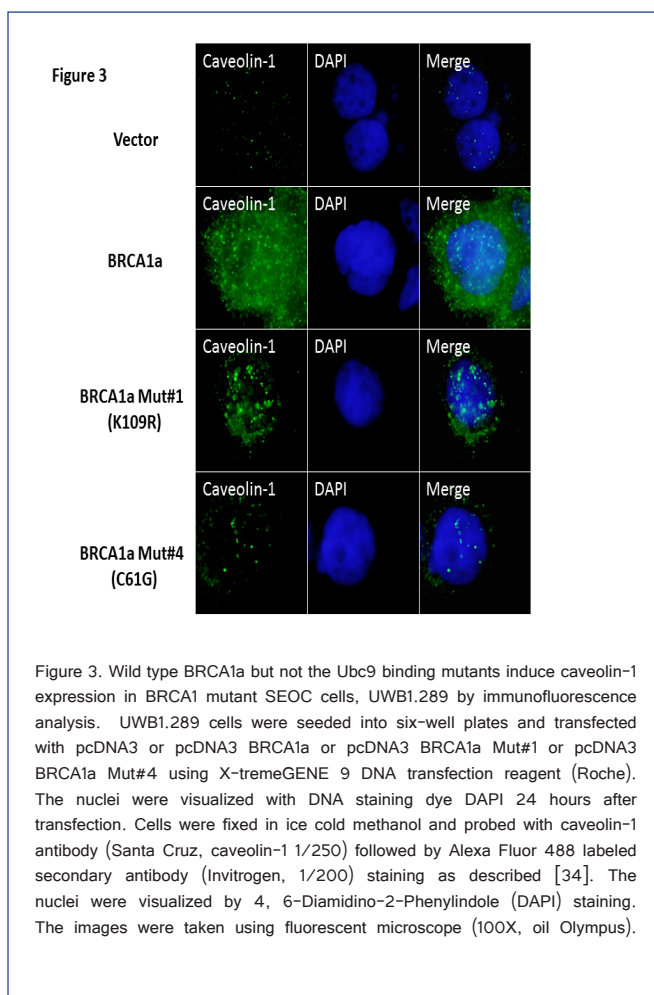 Figure 3
Caveolin-1 DAPI Merge
Vector
Caveolin-1 DAPI Merge
BRCA1a
Caveolin-1 DAPI Merge
BRCA1a Mut#1
(K109R)
Caveolin-1 DAPI Merge
BRCA1a Mut#4
(C61G)
Figure 3. Wild type BRCA1a but not the Ubc9 binding mutants induce caveolin-1
expression in BRCA1 mutant SEOC cells, UWB1.289 by immunofluorescence
analysis. UWB1.289 cells were seeded into six-well plates and transfected
with pcDNA3 or pcDNA3 BRCA1a or pcDNA3 BRCA1a Mut#1 or pcDNA3
BRCA1a Mut#4 using X-tremeGENE 9 DNA transfection reagent (Roche).
The nuclei were visualized with DNA staining dye DAPI 24 hours after
transfection. Cells were fixed in ice cold methanol and probed with caveolin-1
antibody (Santa Cruz, caveolin-1 1/250) followed by Alexa Fluor 488 labeled
secondary antibody (Invitrogen, 1/200) staining as described [34]. The
nuclei were visualized by 4, 6-Diamidino-2-Phenylindole (DAPI) staining.
The images were taken using fluorescent microscope (100X, oil Olympus).